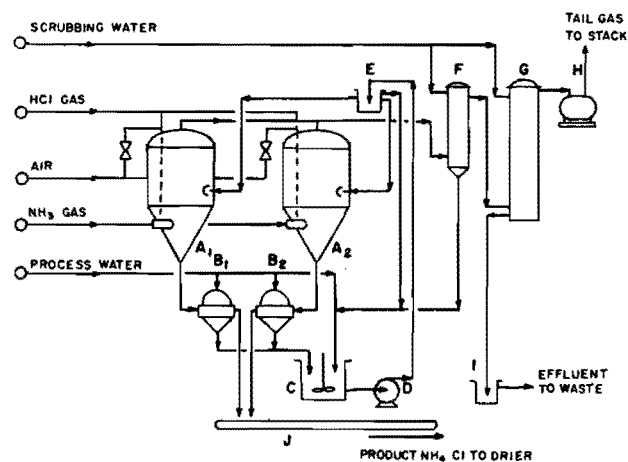 SCRUBBING WATER
TAIL GAS
TO STACK
E
F
G
H
HCl GAS
AIR
C
C
NH₃ GAS
A1
A2
PROCESS WATER
B1
B2
C
D
I
EFFLUENT
TO WASTE
J
PRODUCT NH₄ Cl TO DRIER